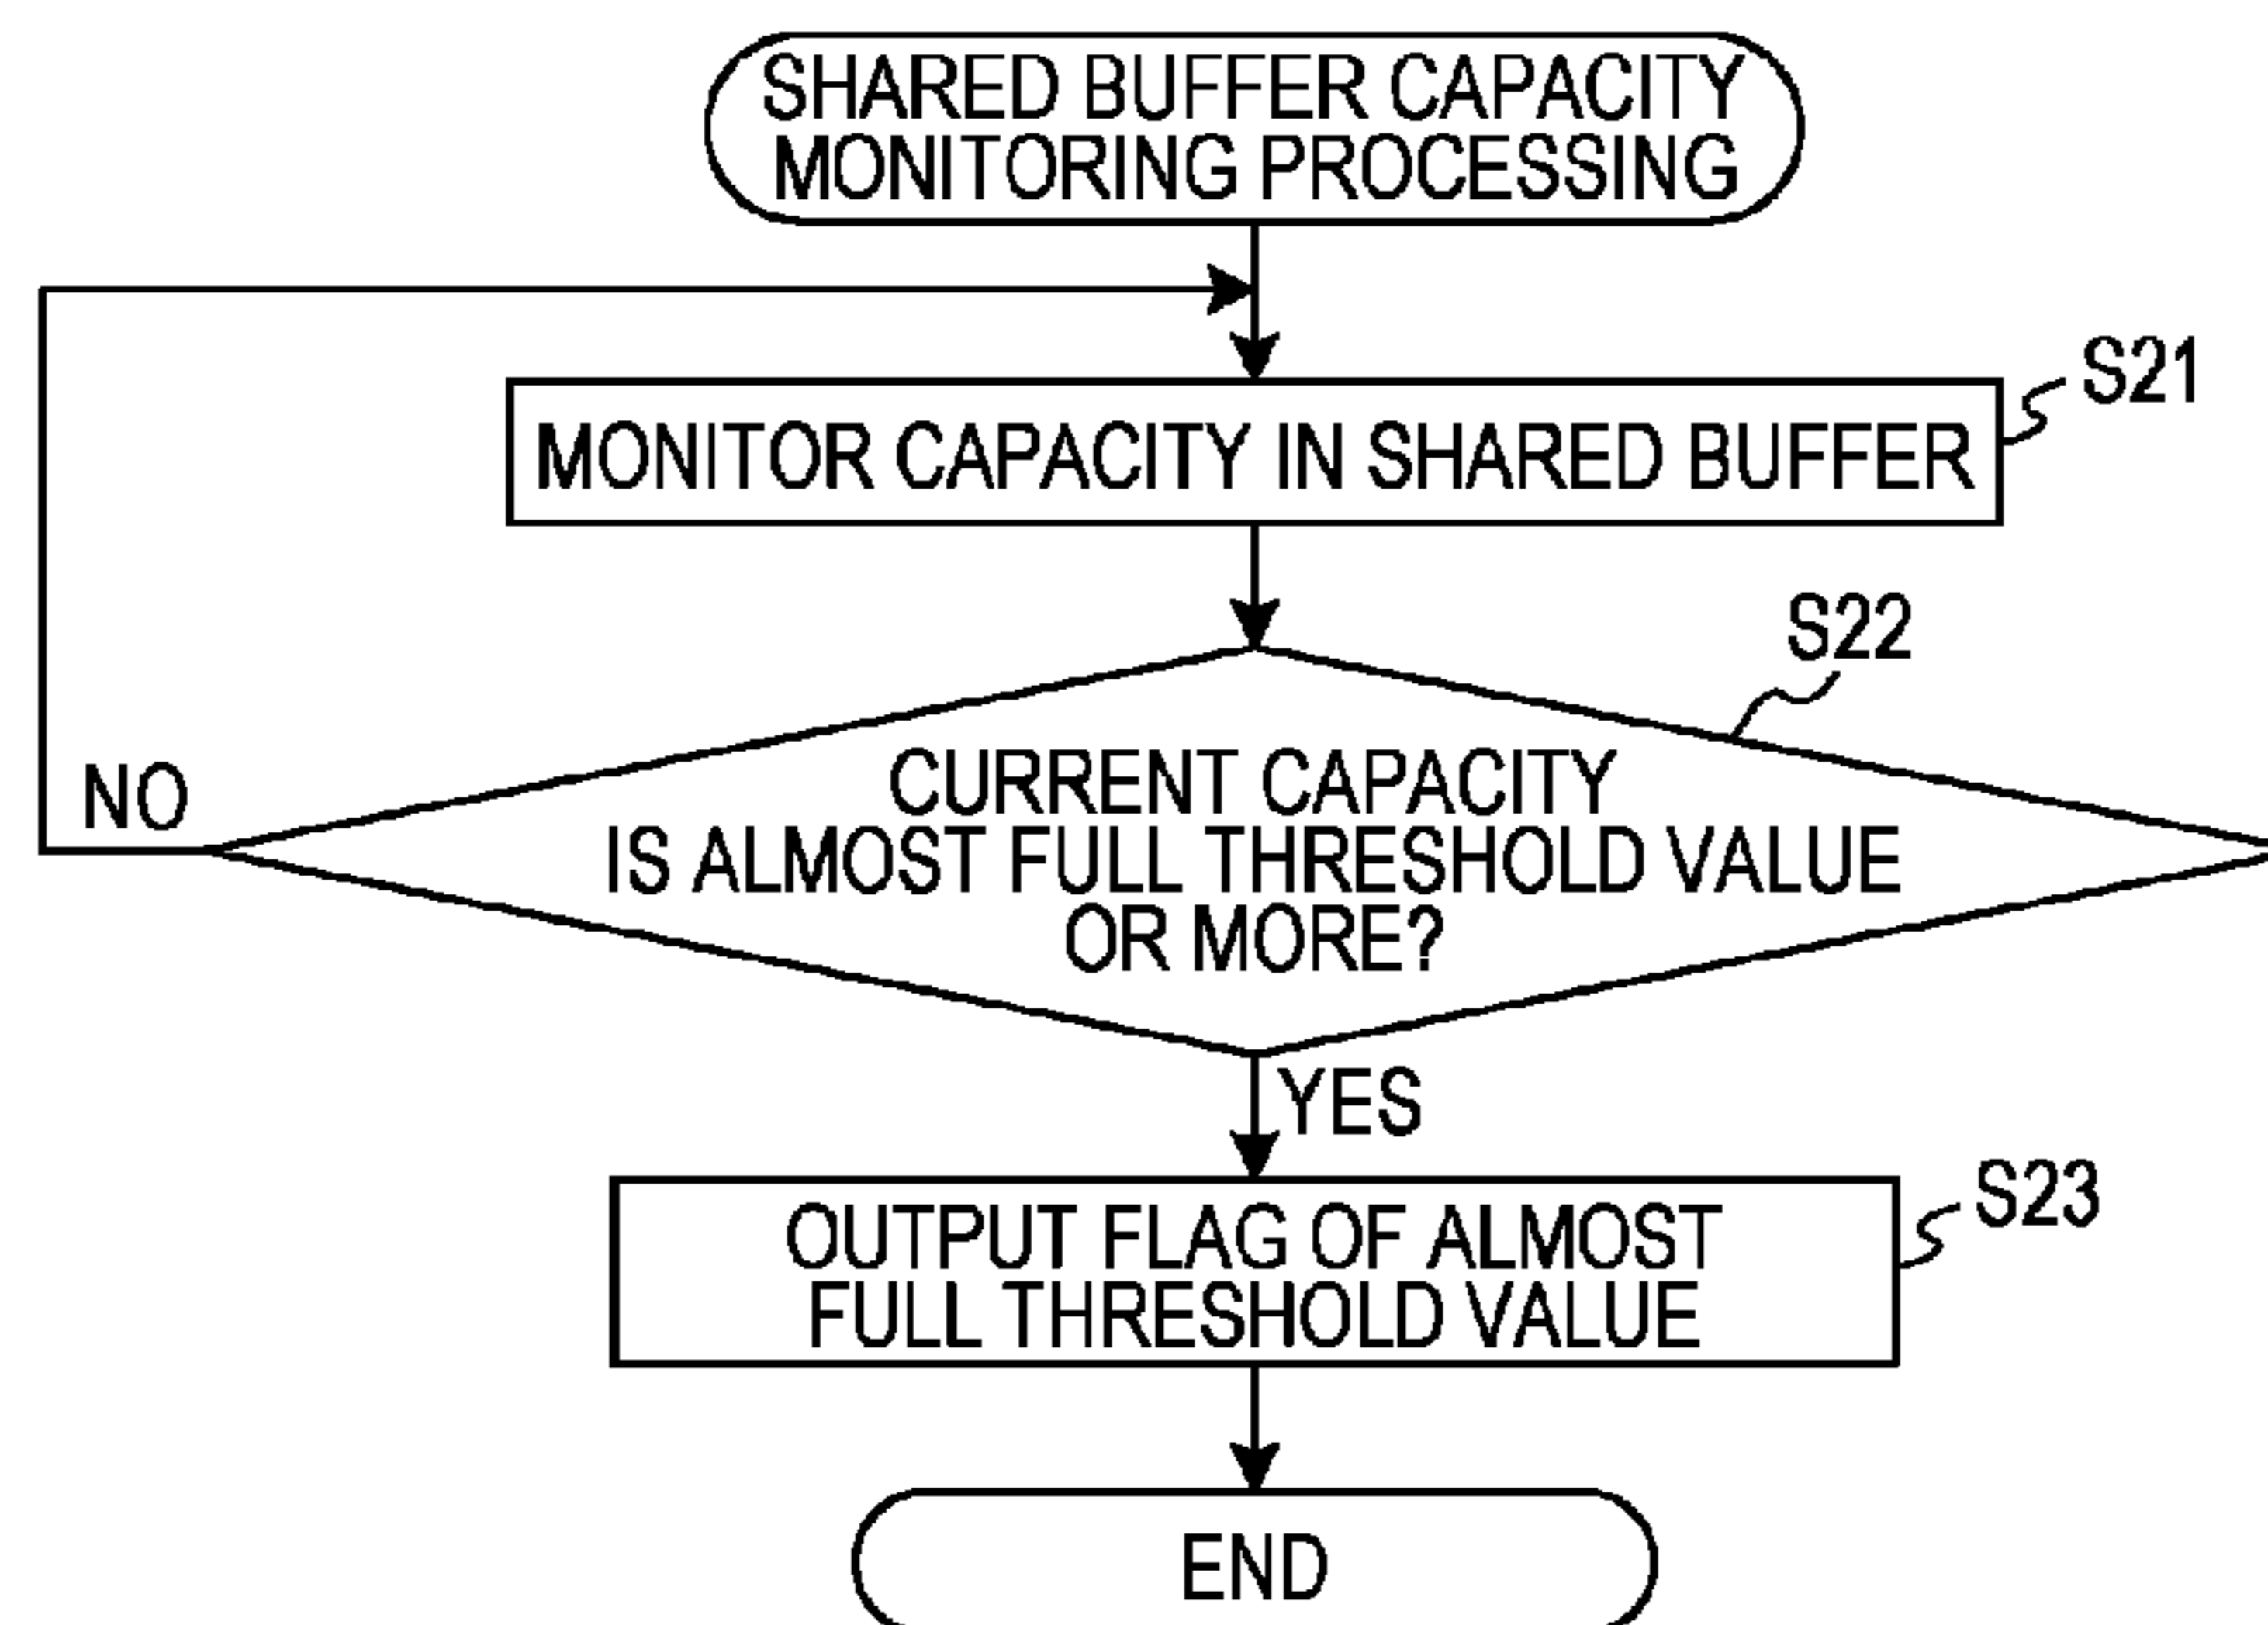 SHARED BUFFER CAPACITY
MONITORING PROCESSING
S21
MONITOR CAPACITY IN SHARED BUFFER
S22
CURRENT CAPACITY
IS ALMOST FULL THRESHOLD VALUE
OR MORE?
NO
YES
S23
OUTPUT FLAG OF ALMOST
FULL THRESHOLD VALUE
END